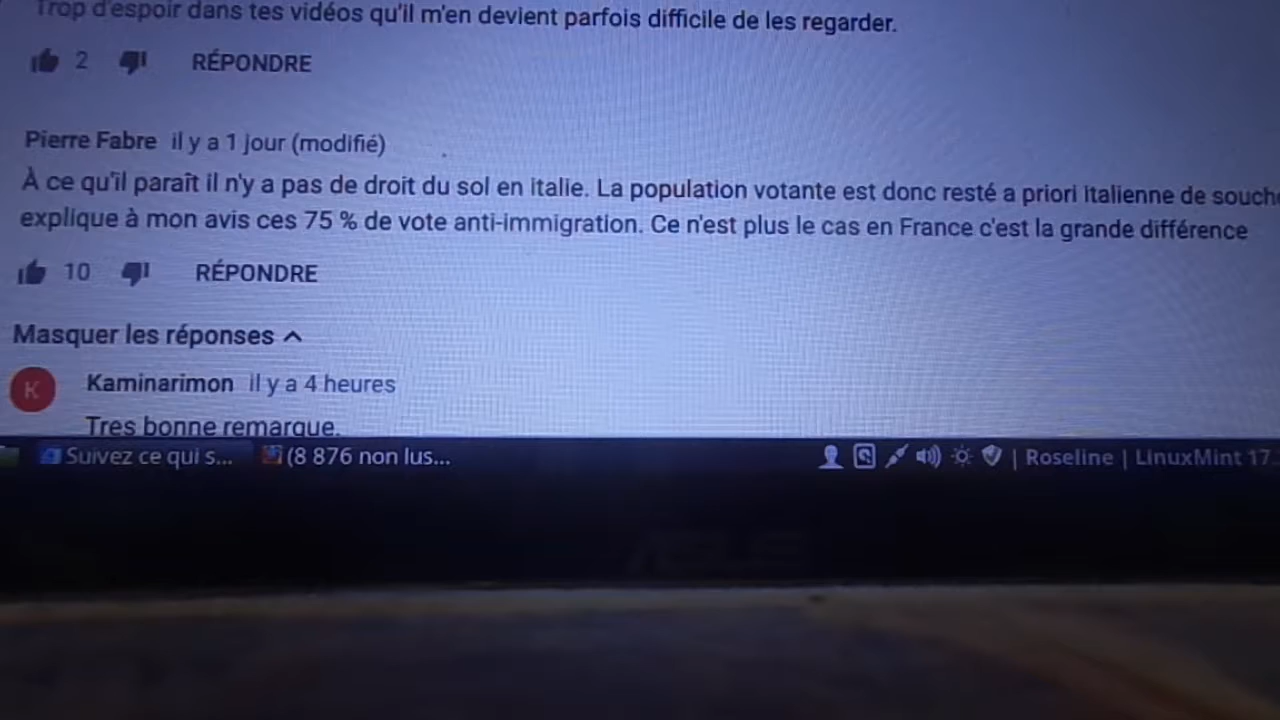 Trop d'espoir dans tes vidéos qu'il m'en devient parfois difficile de les regarder.
2 RÉPONDRE
Pierre Fabre il y a 1 jour (modifié)
À ce qu'il paraît il n'y a pas de droit du sol en italie. La population votante est donc resté a priori Italienne de souche
explique à mon avis ces 75 % de vote anti-immigration. Ce n'est plus le cas en France c'est la grande différence
10 RÉPONDRE
Masquer les réponses
K
Kaminarimon il y a 4 heures
Tres bonne remarque.
Suivez ce qui s... (8 876 non lus... | Roseline | LinuxMint 17.
ASUS